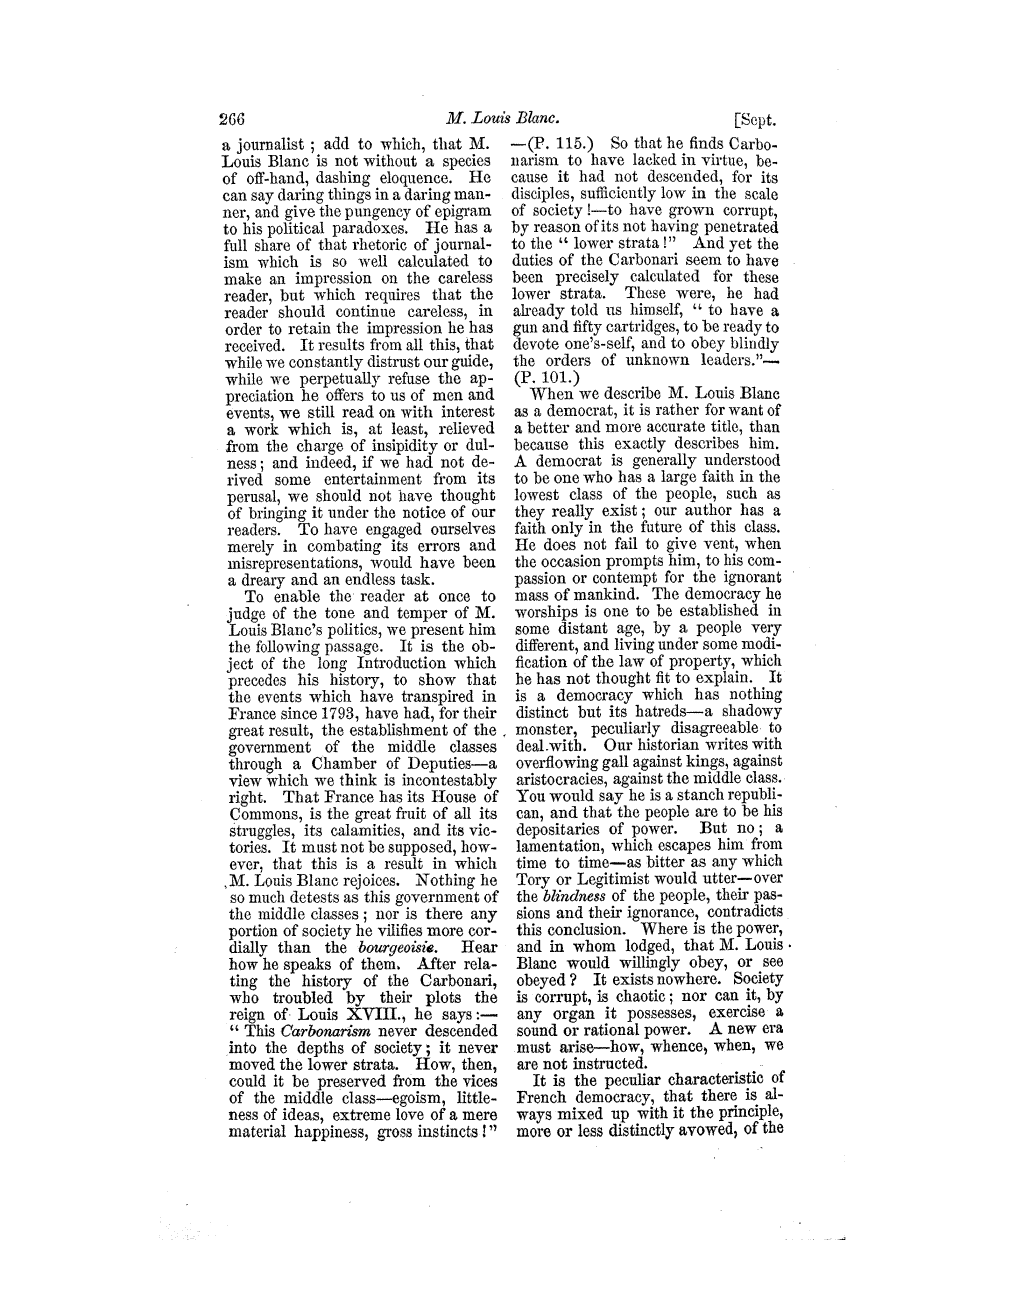 266 M. Louis Blanc. [Sept.
a journalist ; add to which, that M.
Louis Blanc is not without a species
of off-hand, dashing eloquence. He
can say daring things in a daring man-
ner, and give the pungency of epigram
to his political paradoxes. He has a
full share of that rhetoric of journal-
ism which is so well calculated to
make an impression on the careless
reader, but which requires that the
reader should continue careless, in
order to retain the impression he has
received. It results from all this, that
while we constantly distrust our guide,
while we perpetually refuse the ap-
preciation he offers to us of men and
events, we still read on with interest
a work which is, at least, relieved
from the charge of insipidity or dul-
ness ; and indeed, if we had not de-
rived some entertainment from its
perusal, we should not have thought
of bringing it under the notice of our
readers. To have engaged ourselves
merely in combating its errors and
misrepresentations, would have been
a dreary and an endless task.
To enable the reader at once to
judge of the tone and temper of M.
Louis Blanc's politics, we present him
the following passage. It is the ob-
ject of the long Introduction which
precedes his history, to show that
the events which have transpired in
France since 1793, have had, for their
great result, the establishment of the
government of the middle classes
through a Chamber of Deputies—a
view which we think is incontestably
right. That France has its House of
Commons, is the great fruit of all its
struggles, its calamities, and its vic-
tories. It must not be supposed, how-
ever, that this is a result in which
M. Louis Blanc rejoices. Nothing he
so much detests as this government of
the middle classes ; nor is there any
portion of society he vilifies more cor-
dially than the bourgeoisie. Hear
how he speaks of them. After rela-
ting the history of the Carbonari,
who troubled by their plots the
reign of Louis XVIII., he says :—
" This Carbonarism never descended
into the depths of society ; it never
moved the lower strata. How, then,
could it be preserved from the vices
of the middle class—egoism, little-
ness of ideas, extreme love of a mere
material happiness, gross instincts !"
—(P. 115.) So that he finds Carbo-
narism to have lacked in virtue, be-
cause it had not descended, for its
disciples, sufficiently low in the scale
of society !—to have grown corrupt,
by reason of its not having penetrated
to the " lower strata !" And yet the
duties of the Carbonari seem to have
been precisely calculated for these
lower strata. These were, he had
already told us himself, " to have a
gun and fifty cartridges, to be ready to
devote one's-self, and to obey blindly
the orders of unknown leaders."—
(P. 101.)
When we describe M. Louis Blanc
as a democrat, it is rather for want of
a better and more accurate title, than
because this exactly describes him.
A democrat is generally understood
to be one who has a large faith in the
lowest class of the people, such as
they really exist ; our author has a
faith only in the future of this class.
He does not fail to give vent, when
the occasion prompts him, to his com-
passion or contempt for the ignorant
mass of mankind. The democracy he
worships is one to be established in
some distant age, by a people very
different, and living under some modi-
fication of the law of property, which
he has not thought fit to explain. It
is a democracy which has nothing
distinct but its hatreds—a shadowy
monster, peculiarly disagreeable to
deal with. Our historian writes with
overflowing gall against kings, against
aristocracies, against the middle class.
You would say he is a stanch republi-
can, and that the people are to be his
depositaries of power. But no ; a
lamentation, which escapes him from
time to time—as bitter as any which
Tory or Legitimist would utter—over
the blindness of the people, their pas-
sions and their ignorance, contradicts
this conclusion. Where is the power,
and in whom lodged, that M. Louis
Blanc would willingly obey, or see
obeyed ? It exists nowhere. Society
is corrupt, is chaotic ; nor can it, by
any organ it possesses, exercise a
sound or rational power. A new era
must arise—how, whence, when, we
are not instructed.
It is the peculiar characteristic of
French democracy, that there is al-
ways mixed up with it the principle,
more or less distinctly avowed, of the